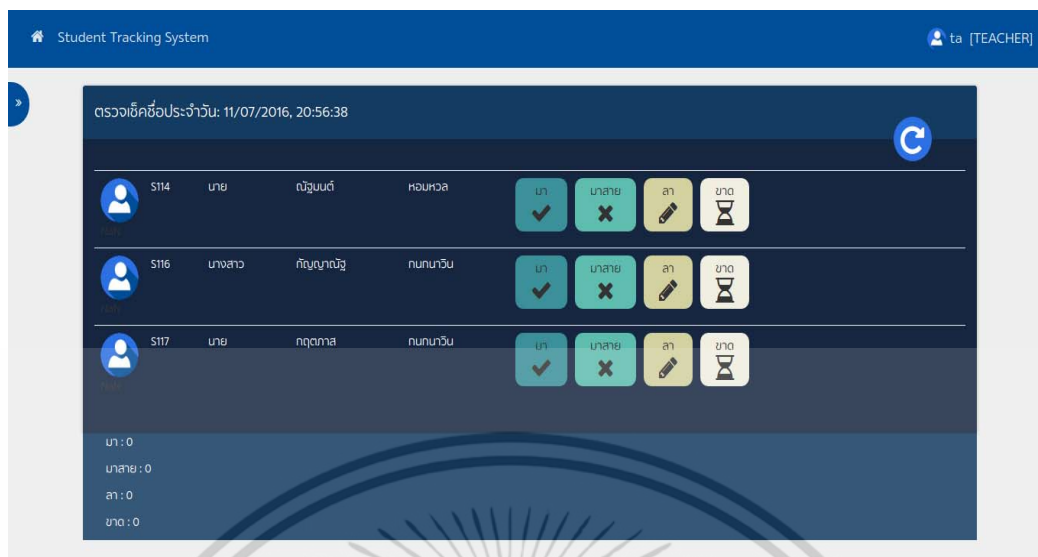 Student Tracking System
ta [TEACHER]
»
ตรวจเช็คชื่อประจำวัน: 11/07/2016, 20:56:38
S114 นาย ณัฐนนต์ หอมหวล มา มาสาย ลา ขาด
S116 นางสาว กัญญาณัฐ กนกนาวิน มา มาสาย ลา ขาด
S117 นาย กฤตภาส กนกนาวิน มา มาสาย ลา ขาด
มา : 0
มาสาย : 0
ลา : 0
ขาด : 0